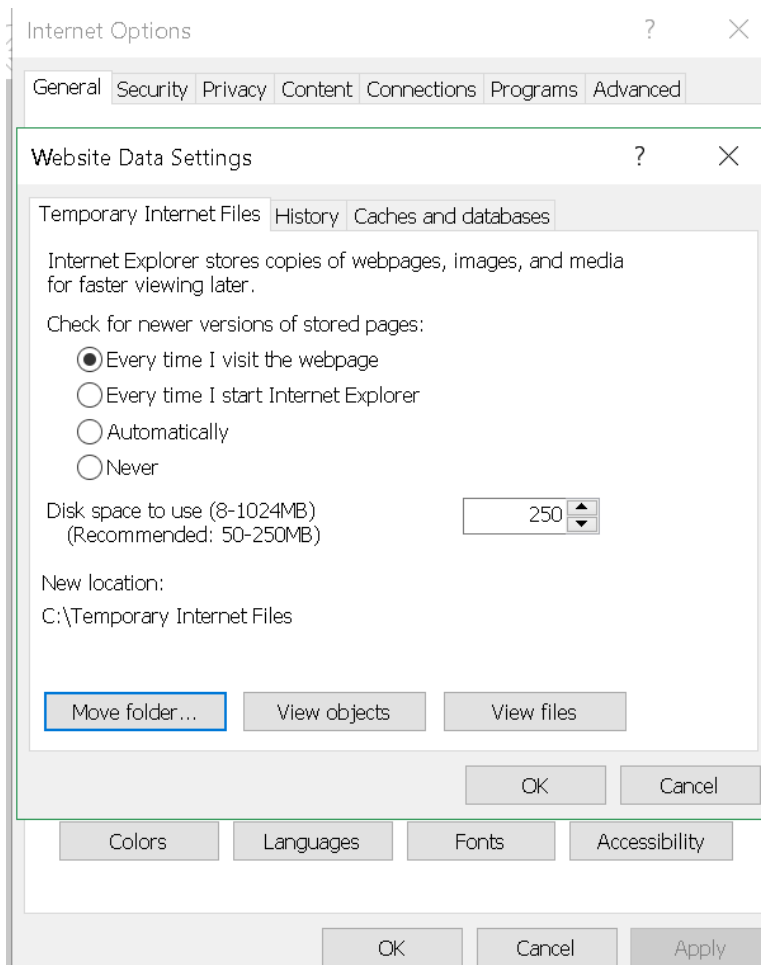 Internet Options
General Security Privacy Content Connections Programs Advanced
Website Data Settings
Temporary Internet Files History Caches and databases
Internet Explorer stores copies of webpages, images, and media
for faster viewing later.
Check for newer versions of stored pages:
Every time I visit the webpage
Every time I start Internet Explorer
Automatically
Never
Disk space to use (8-1024MB) 250
(Recommended: 50-250MB)
New location:
C:\Temporary Internet Files
Move folder... View objects View files
OK Cancel
Colors Languages Fonts Accessibility
OK Cancel Apply